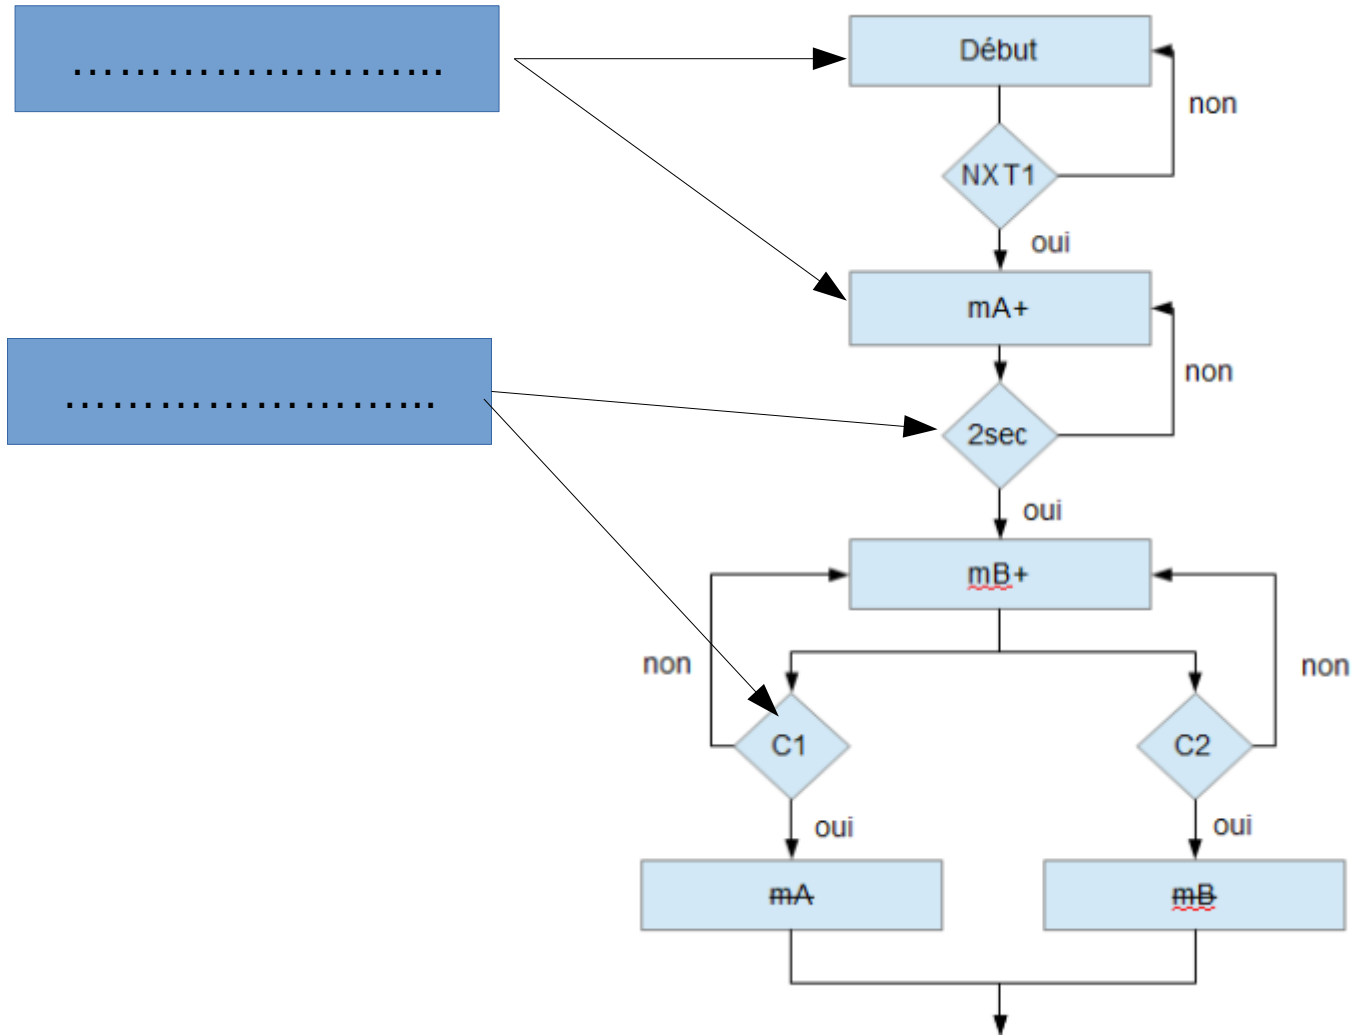 ……………………...
Début
non
NXT1
oui
mA+
non
……………………...
2sec
oui
mB+
non
non
C1
C2
oui
oui
mA
mB